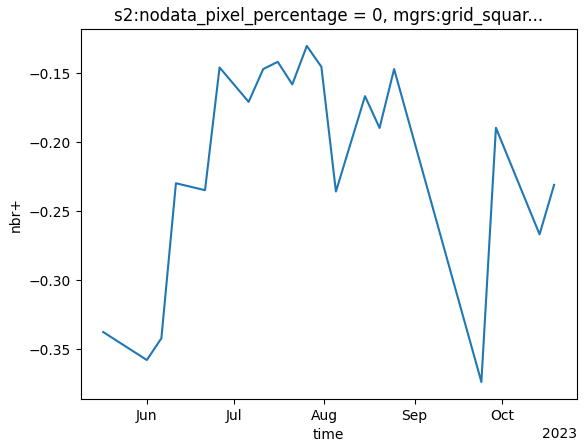 s2:nodata_pixel_percentage = 0, mgrs:grid_squar...
−0.15
−0.20
−0.25
−0.30
−0.35
nbr+
Jun Jul Aug Sep Oct
time
2023